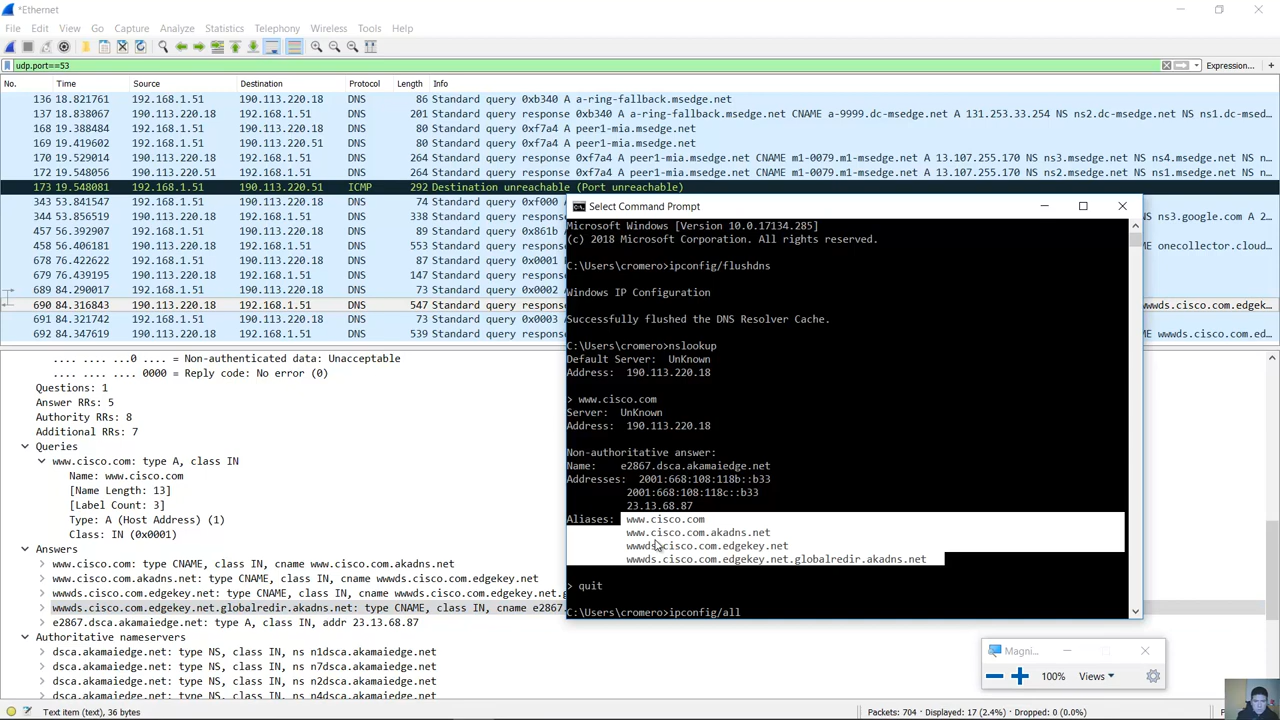 *Ethernet
File Edit View Go Capture Analyze Statistics Telephony Wireless Tools Help
udp.port==53
Expression...
No. Time Source Destination Protocol Length Info
136 18.821761 192.168.1.51 190.113.220.18 DNS 86 Standard query 0xb340 A a-ring-fallback.msedge.net
137 18.838067 190.113.220.18 192.168.1.51 DNS 201 Standard query response 0xb340 A a-ring-fallback.msedge.net CNAME a-9999.dc-msedge.net A 131.253.33.254 NS ns2.dc-msedge.net NS ns1.dc-msed...
168 19.388484 192.168.1.51 190.113.220.18 DNS 80 Standard query 0xf7a4 A peer1-mia.msedge.net
169 19.419602 192.168.1.51 190.113.220.51 DNS 80 Standard query 0xf7a4 A peer1-mia.msedge.net
170 19.529014 190.113.220.18 192.168.1.51 DNS 264 Standard query response 0xf7a4 A peer1-mia.msedge.net CNAME m1-0079.m1-msedge.net A 13.107.255.170 NS ns3.msedge.net NS ns4.msedge.net NS n...
172 19.548056 190.113.220.51 192.168.1.51 DNS 264 Standard query response 0xf7a4 A peer1-mia.msedge.net CNAME m1-0079.m1-msedge.net A 13.107.255.170 NS ns3.msedge.net NS ns4.msedge.net NS n...
173 19.548081 192.168.1.51 190.113.220.51 ICMP 292 Destination unreachable (Port unreachable)
343 53.841547 192.168.1.51 190.113.220.18 DNS 74 Standard query 0xf000
344 53.856519 190.113.220.18 192.168.1.51 DNS 338 Standard query respons NS ns3.google.com A 2...
457 56.392907 192.168.1.51 190.113.220.18 DNS 89 Standard query 0x861b
458 56.406181 190.113.220.18 192.168.1.51 DNS 263 Standard query respons onecollector.cloud...
678 76.422622 192.168.1.51 190.113.220.18 DNS 87 Standard query 0x0001
679 76.439195 190.113.220.18 192.168.1.51 DNS 147 Standard query respons
689 84.290017 192.168.1.51 190.113.220.18 DNS 73 Standard query 0x0002
690 84.316843 190.113.220.18 192.168.1.51 DNS 547 Standard query respons wwwds.cisco.com.edgek...
691 84.321742 192.168.1.51 190.113.220.18 DNS 73 Standard query 0x0003
692 84.347619 190.113.220.18 192.168.1.51 DNS 539 Standard query respons wwwds.cisco.com.edge...
.... .... ...0 .... = Non-authenticated data: Unacceptable
.... .... .... 0000 = Reply code: No error (0)
Questions: 1
Answer RRs: 5
Authority RRs: 8
Additional RRs: 7
Queries
www.cisco.com: type A, class IN
Name: www.cisco.com
[Name Length: 13]
[Label Count: 3]
Type: A (Host Address) (1)
Class: IN (0x0001)
Answers
www.cisco.com: type CNAME, class IN, cname www.cisco.com.akadns.net
www.cisco.com.akadns.net: type CNAME, class IN, cname wwwds.cisco.com.edgekey.net
wwwds.cisco.com.edgekey.net: type CNAME, class IN, cname wwwds.cisco.com.edgeke
wwwds.cisco.com.edgekey.net.globalredir.akadns.net: type CNAME, class IN, cname e2867
e2867.dsca.akamaiedge.net: type A, class IN, addr 23.13.68.87
Authoritative nameservers
dsca.akamaiedge.net: type NS, class IN, ns n1dsca.akamaiedge.net
dsca.akamaiedge.net: type NS, class IN, ns n7dsca.akamaiedge.net
dsca.akamaiedge.net: type NS, class IN, ns n2dsca.akamaiedge.net
dsca.akamaiedge.net: type NS, class IN, ns n4dsca.akamaiedge.net
Text item (text), 36 bytes
Packets: 704 · Displayed: 17 (2.4%) · Dropped: 0 (0.0%)
Select Command Prompt
Microsoft Windows [Version 10.0.17134.285]
(c) 2018 Microsoft Corporation. All rights reserved.
C:\Users\cromero>ipconfig/flushdns
Windows IP Configuration
Successfully flushed the DNS Resolver Cache.
C:\Users\cromero>nslookup
Default Server: UnKnown
Address: 190.113.220.18
> www.cisco.com
Server: UnKnown
Address: 190.113.220.18
Non-authoritative answer:
Name: e2867.dsca.akamaiedge.net
Addresses: 2001:668:108:118b::b33
2001:668:108:118c::b33
23.13.68.87
Aliases: www.cisco.com
www.cisco.com.akadns.net
wwwds.cisco.com.edgekey.net
wwwds.cisco.com.edgekey.net.globalredir.akadns.net
> quit
C:\Users\cromero>ipconfig/all
Magni...
100% Views